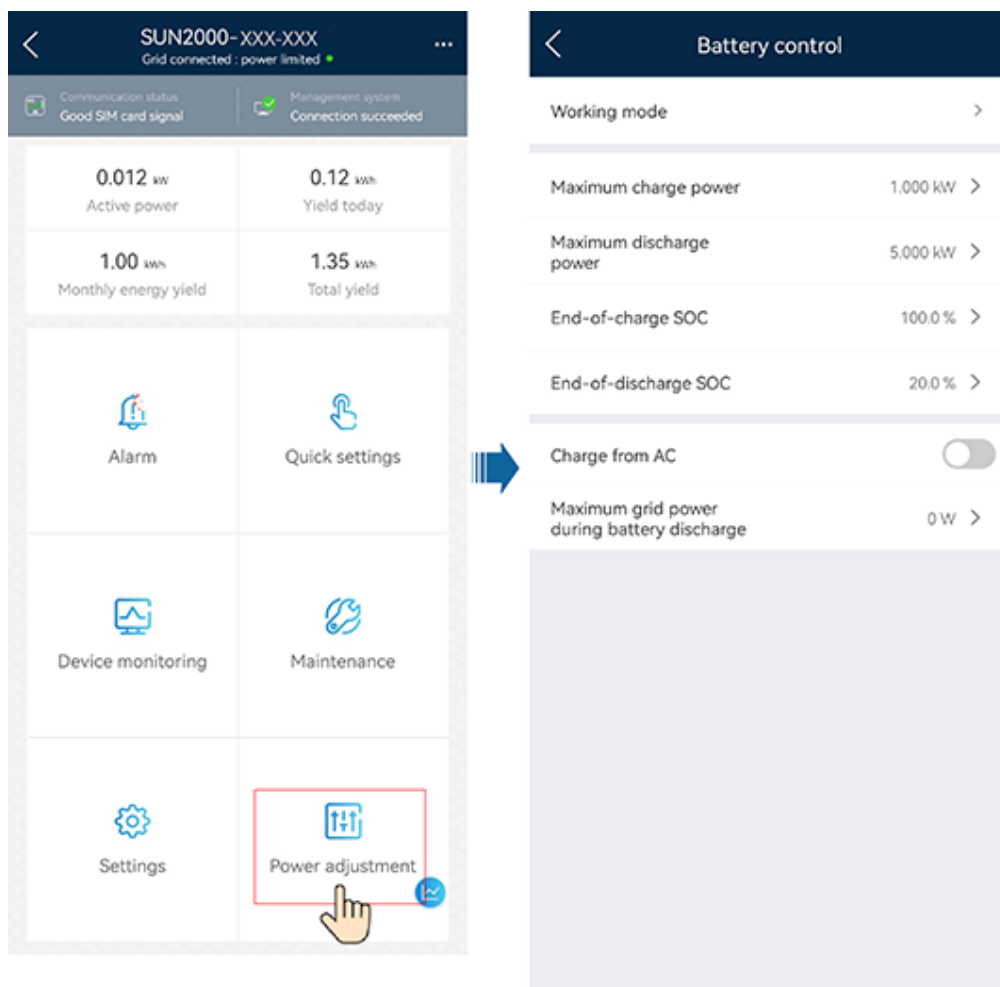 SUN2000-XXX-XXX
Grid connected : power limited
Communication status
Good SIM card signal
Management system
Connection succeeded
0.012 kW
Active power
0.12 kWh
Yield today
1.00 kWh
Monthly energy yield
1.35 kWh
Total yield
Alarm
Quick settings
Device monitoring
Maintenance
Settings
Power adjustment
Battery control
Working mode
Maximum charge power
1.000 kW
Maximum discharge
power
5.000 kW
End-of-charge SOC
100.0 %
End-of-discharge SOC
20.0 %
Charge from AC
Maximum grid power
during battery discharge
0 W